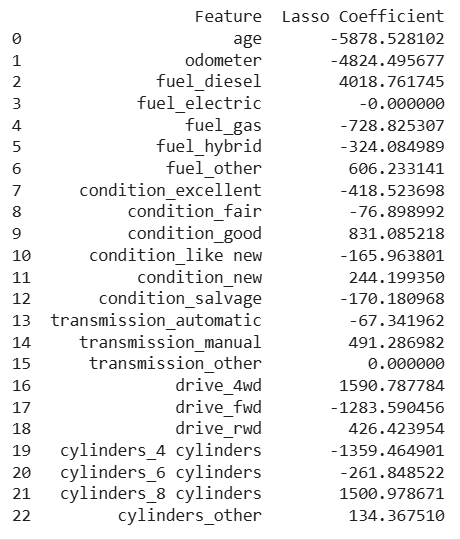 Feature Lasso Coefficient
0 age -5878.528102
1 odometer -4824.495677
2 fuel_diesel 4018.761745
3 fuel_electric -0.000000
4 fuel_gas -728.825307
5 fuel_hybrid -324.084989
6 fuel_other 606.233141
7 condition_excellent -418.523698
8 condition_fair -76.898992
9 condition_good 831.085218
10 condition_like new -165.963801
11 condition_new 244.199350
12 condition_salvage -170.180968
13 transmission_automatic -67.341962
14 transmission_manual 491.286982
15 transmission_other 0.000000
16 drive_4wd 1590.787784
17 drive_fwd -1283.590456
18 drive_rwd 426.423954
19 cylinders_4 cylinders -1359.464901
20 cylinders_6 cylinders -261.848522
21 cylinders_8 cylinders 1500.978671
22 cylinders_other 134.367510